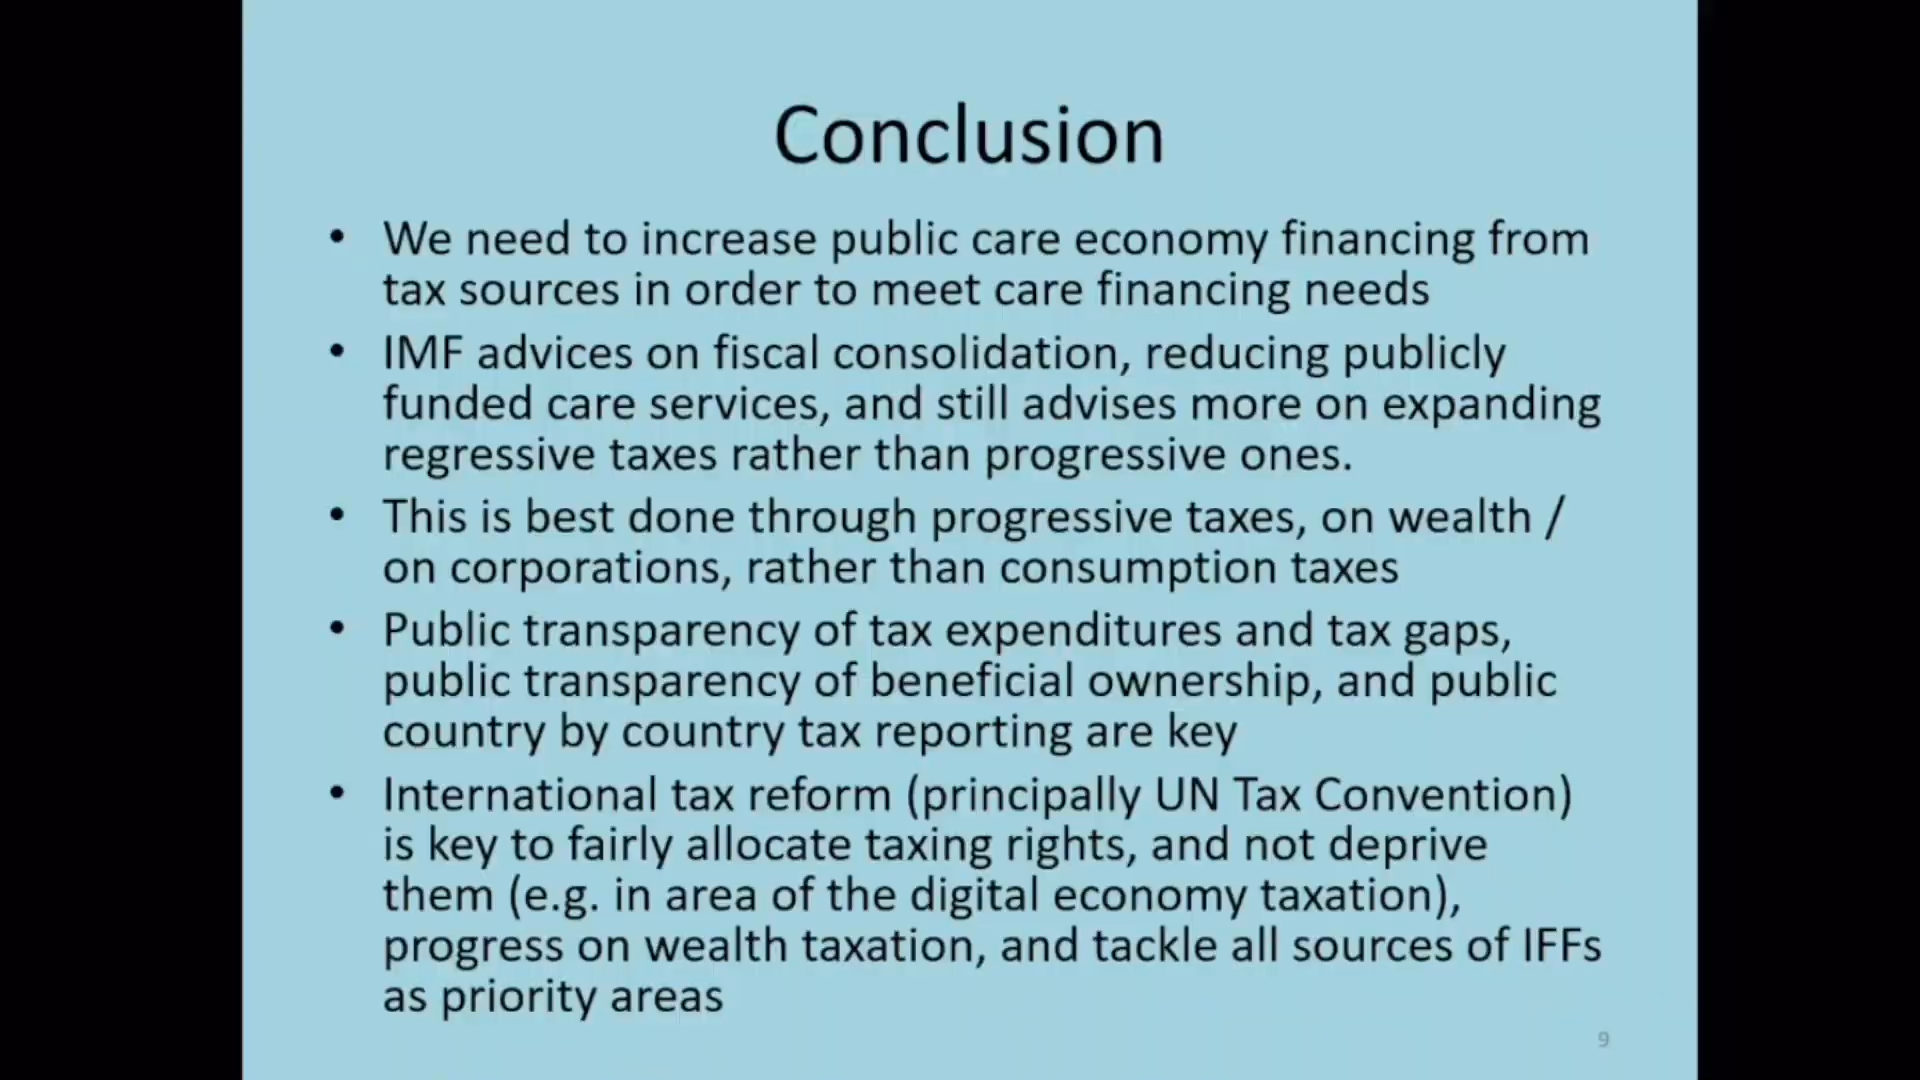 Conclusion
• We need to increase public care economy financing from
tax sources in order to meet care financing needs
• IMF advices on fiscal consolidation, reducing publicly
funded care services, and still advises more on expanding
regressive taxes rather than progressive ones.
• This is best done through progressive taxes, on wealth /
on corporations, rather than consumption taxes
• Public transparency of tax expenditures and tax gaps,
public transparency of beneficial ownership, and public
country by country tax reporting are key
• International tax reform (principally UN Tax Convention)
is key to fairly allocate taxing rights, and not deprive
them (e.g. in area of the digital economy taxation),
progress on wealth taxation, and tackle all sources of IFFs
as priority areas
9